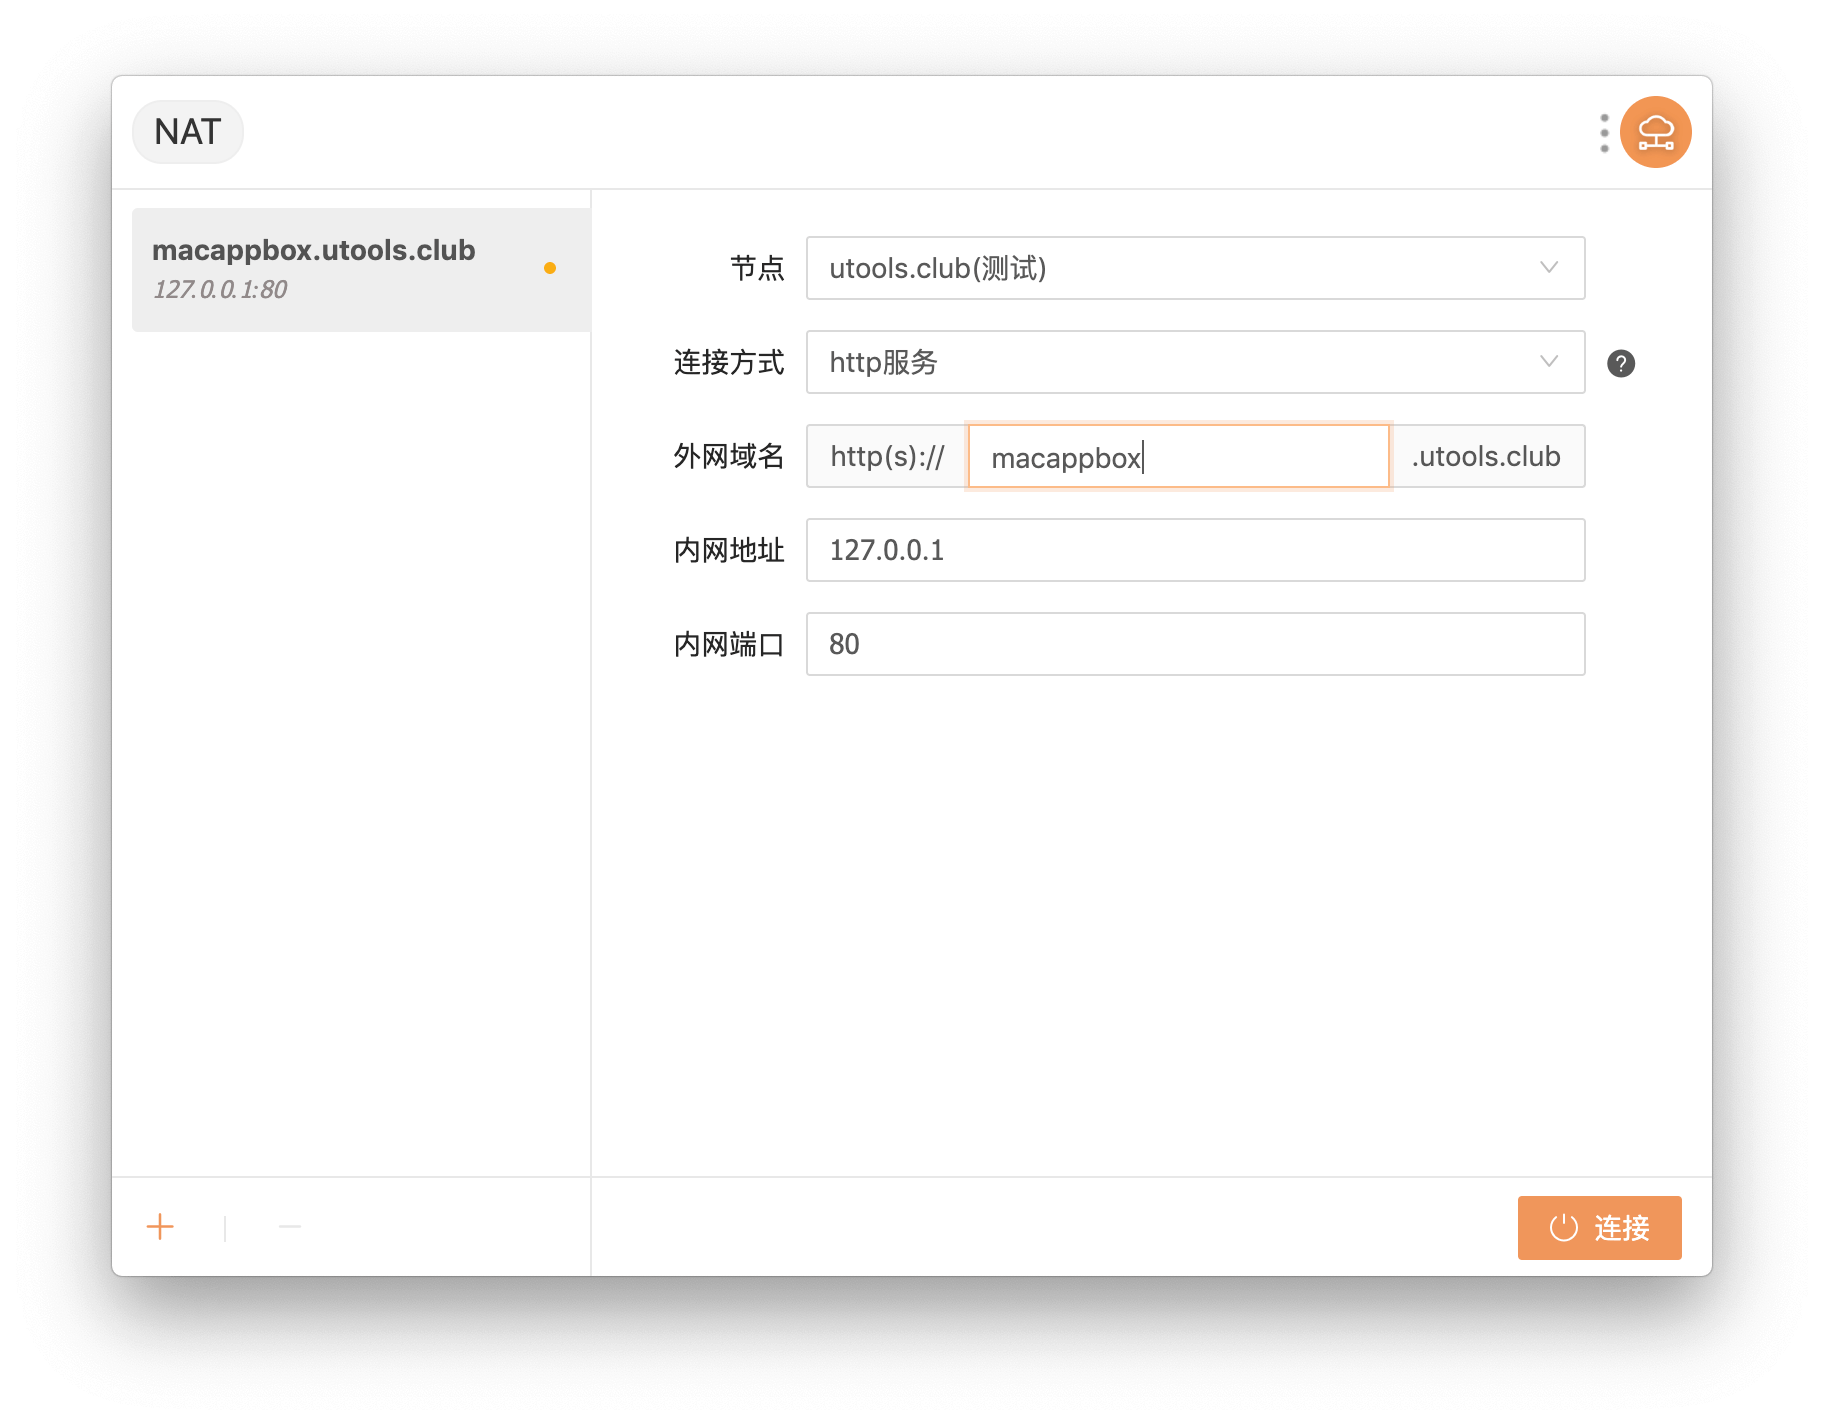 NAT
macappbox.utools.club
127.0.0.1:80
节点
utools.club(测试)
连接方式
http服务
?
外网域名
http(s)://
macappbox
.utools.club
内网地址
127.0.0.1
内网端口
80
连接